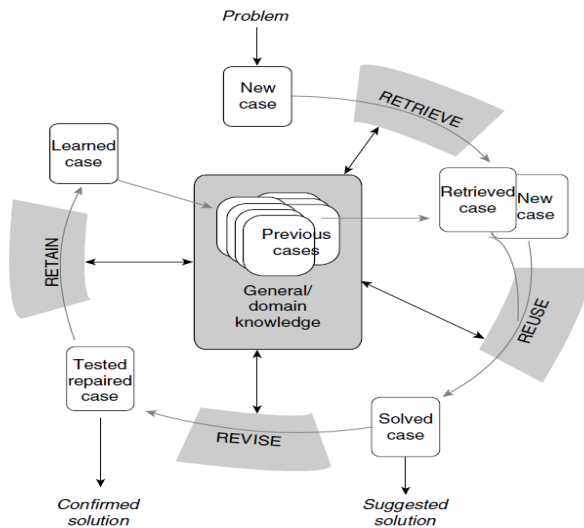 Problem
New
case
RETRIEVE
Learned
case
Retrieved
case
New
case
Previous
cases
General/
domain
knowledge
RETAIN
REUSE
Tested
repaired
case
REVISE
Solved
case
Confirmed
solution
Suggested
solution